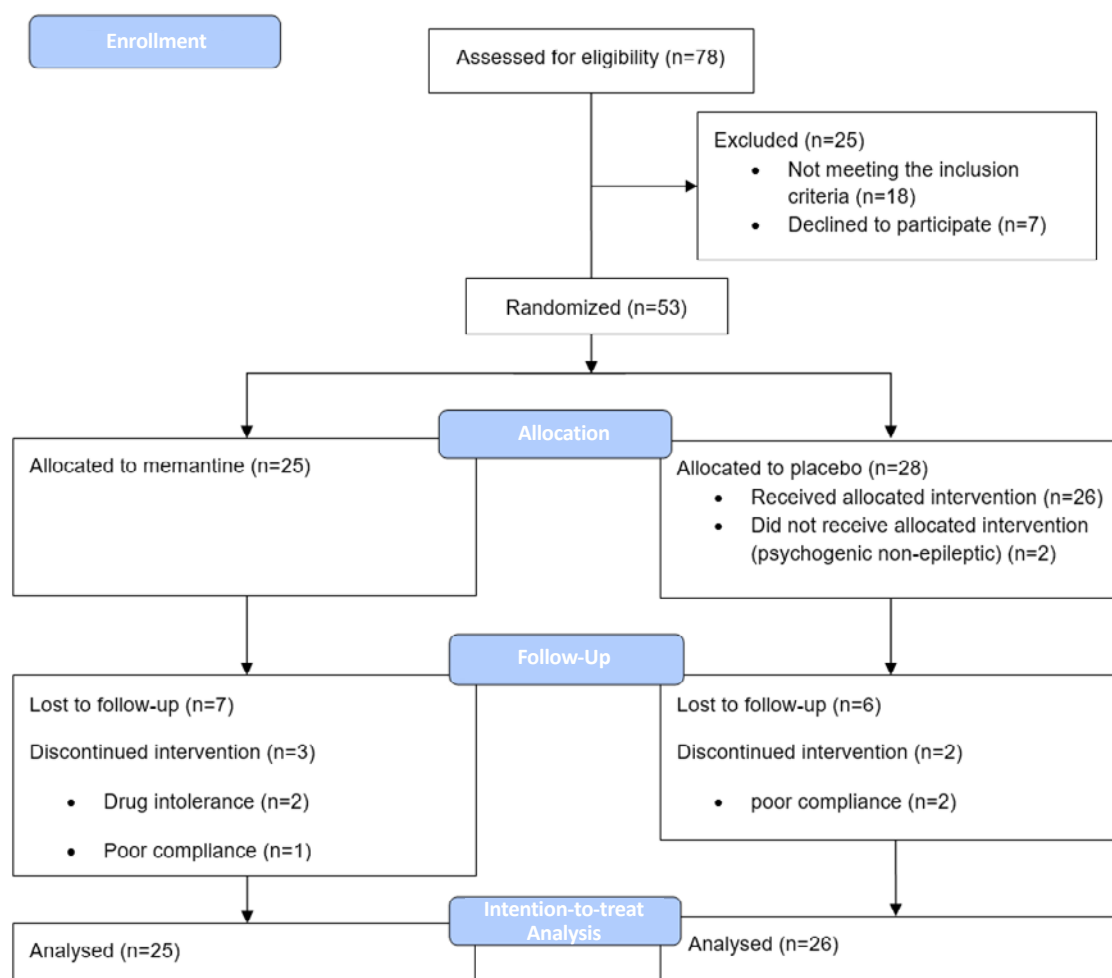 Enrollment
Assessed for eligibility (n=78)
Excluded (n=25)
• Not meeting the inclusion
criteria (n=18)
• Declined to participate (n=7)
Randomized (n=53)
Allocation
Allocated to memantine (n=25)
Allocated to placebo (n=28)
• Received allocated intervention (n=26)
• Did not receive allocated intervention
(psychogenic non-epileptic) (n=2)
Follow-Up
Lost to follow-up (n=7)
Discontinued intervention (n=3)
• Drug intolerance (n=2)
• Poor compliance (n=1)
Lost to follow-up (n=6)
Discontinued intervention (n=2)
• poor compliance (n=2)
Intention-to-treat
Analysis
Analysed (n=25)
Analysed (n=26)